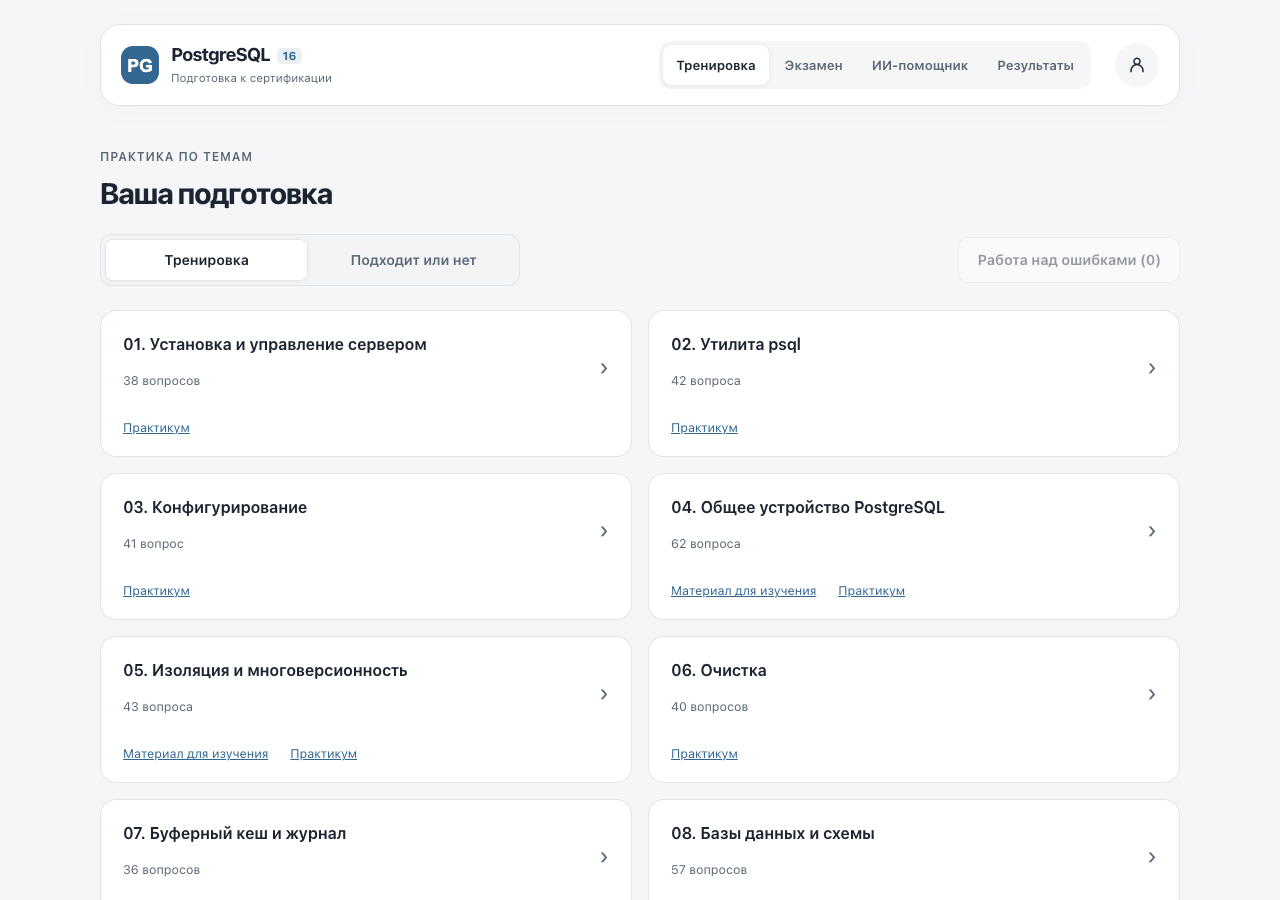 PG
PostgreSQL 16
Подготовка к сертификации
Тренировка
Экзамен
ИИ-помощник
Результаты
ПРАКТИКА ПО ТЕМАМ
Ваша подготовка
Тренировка
Подходит или нет
Работа над ошибками (0)
01. Установка и управление сервером
38 вопросов
Практикум
02. Утилита psql
42 вопроса
Практикум
03. Конфигурирование
41 вопрос
Практикум
04. Общее устройство PostgreSQL
62 вопроса
Материал для изучения Практикум
05. Изоляция и многоверсионность
43 вопроса
Материал для изучения Практикум
06. Очистка
40 вопросов
Практикум
07. Буферный кеш и журнал
36 вопросов
08. Базы данных и схемы
57 вопросов